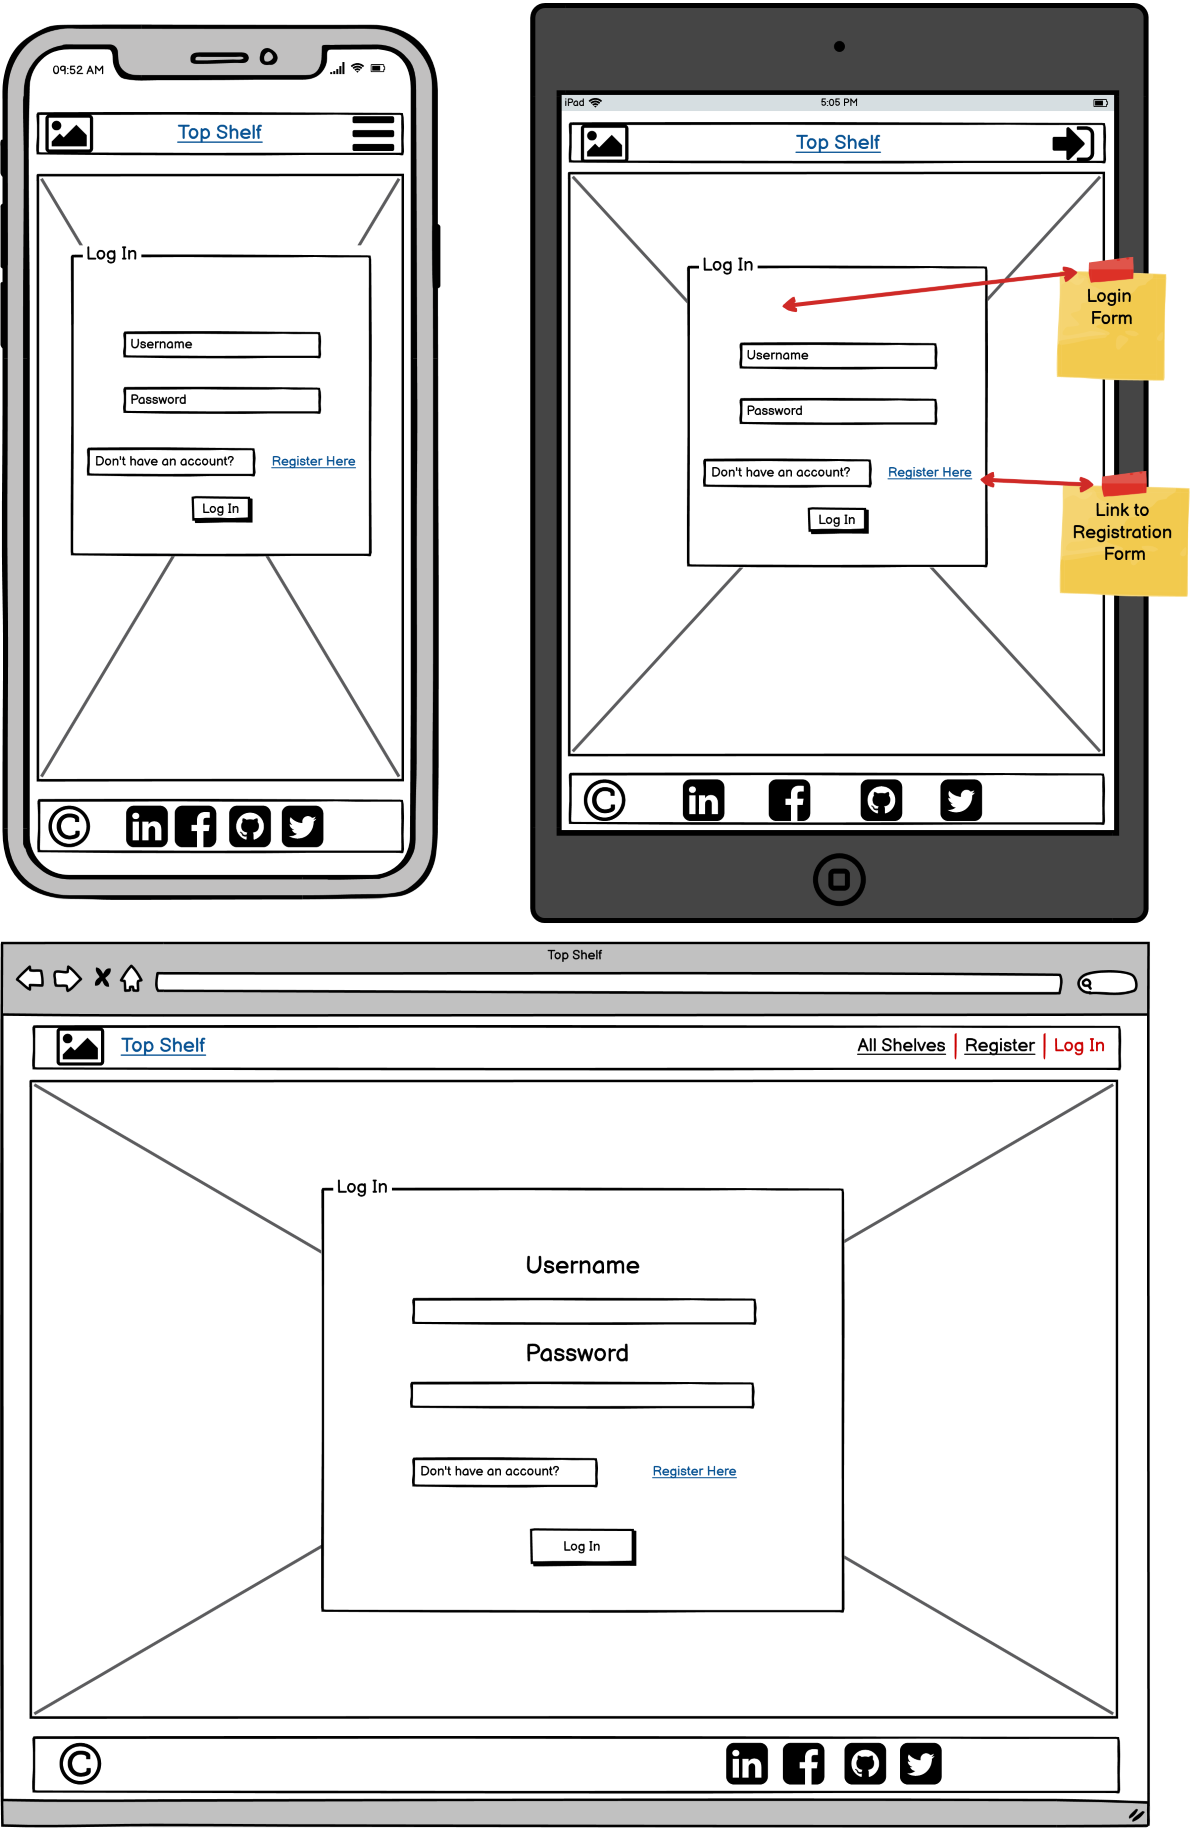 09:52 AM
Top Shelf
Log In
Username
Password
Don't have an account?
Register Here
Log In
iPad
5:05 PM
Top Shelf
Log In
Username
Password
Don't have an account?
Register Here
Log In
Login
Form
Link to
Registration
Form
Top Shelf
Top Shelf
All Shelves | Register | Log In
Log In
Username
Password
Don't have an account?
Register Here
Log In